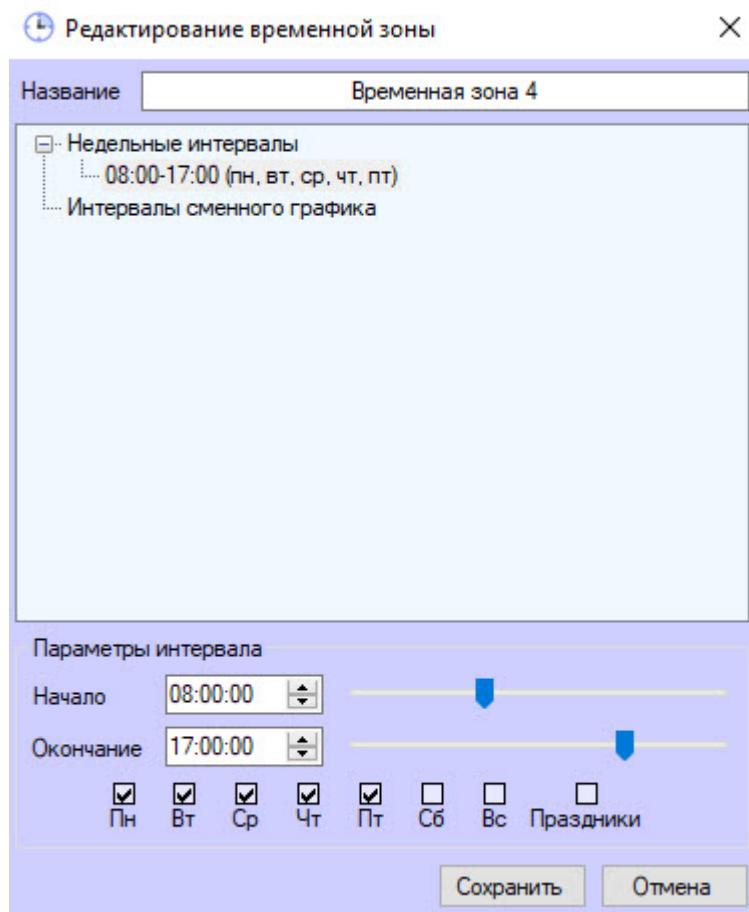 Редактирование временной зоны
Название Временная зона 4
Недельные интервалы
08:00-17:00 (пн, вт, ср, чт, пт)
Интервалы сменного графика
Параметры интервала
Начало 08:00:00
Окончание 17:00:00
Пн Вт Ср Чт Пт Сб Вс Праздники
Сохранить Отмена